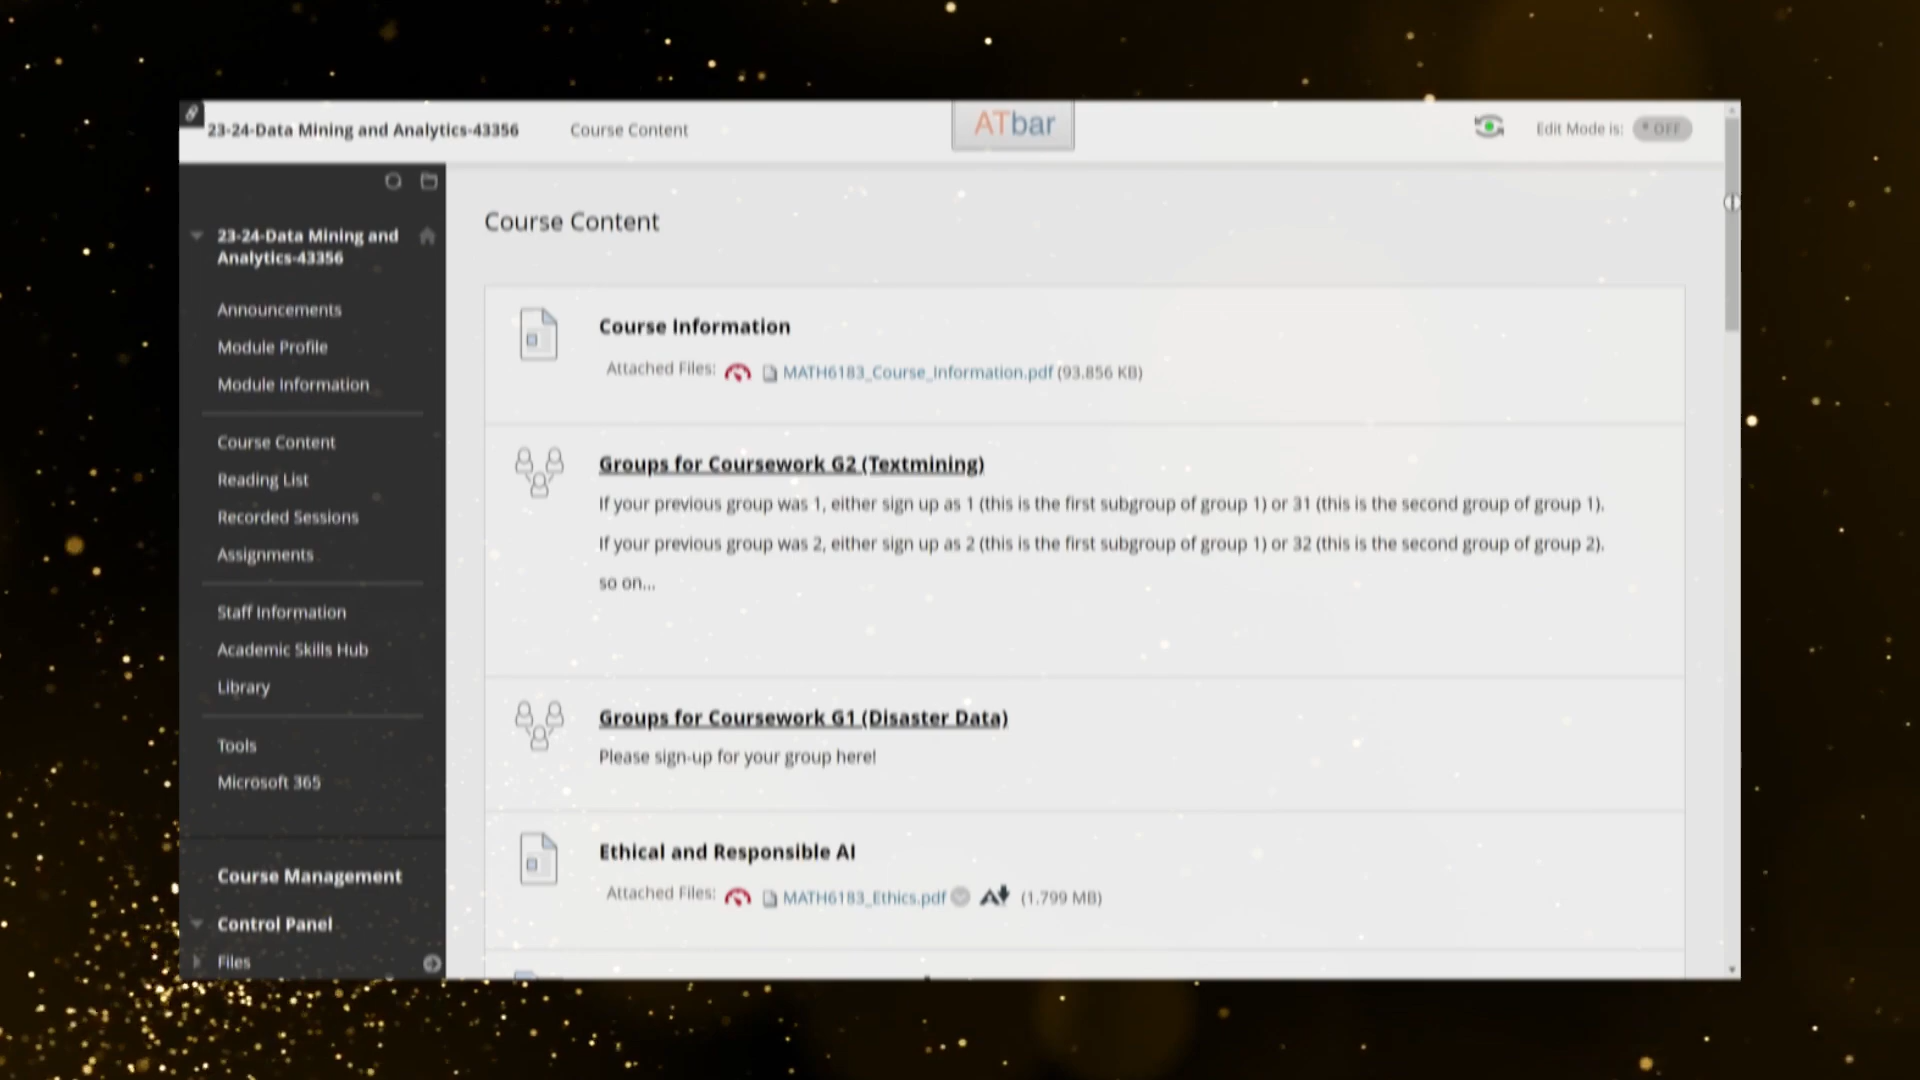 23-24-Data Mining and Analytics-43356
Course Content
ATbar
Edit Mode is:
OFF
23-24-Data Mining and
Analytics-43356
Announcements
Module Profile
Module Information
Course Content
Reading List
Recorded Sessions
Assignments
Staff Information
Academic Skills Hub
Library
Tools
Microsoft 365
Course Management
Control Panel
Files
Course Content
Course Information
Attached Files: MATH6183_Course_Information.pdf (93.856 KB)
Groups for Coursework G2 (Textmining)
If your previous group was 1, either sign up as 1 (this is the first subgroup of group 1) or 31 (this is the second group of group 1).
If your previous group was 2, either sign up as 2 (this is the first subgroup of group 1) or 32 (this is the second group of group 2).
so on...
Groups for Coursework G1 (Disaster Data)
Please sign-up for your group here!
Ethical and Responsible AI
Attached Files: MATH6183_Ethics.pdf (1.799 MB)